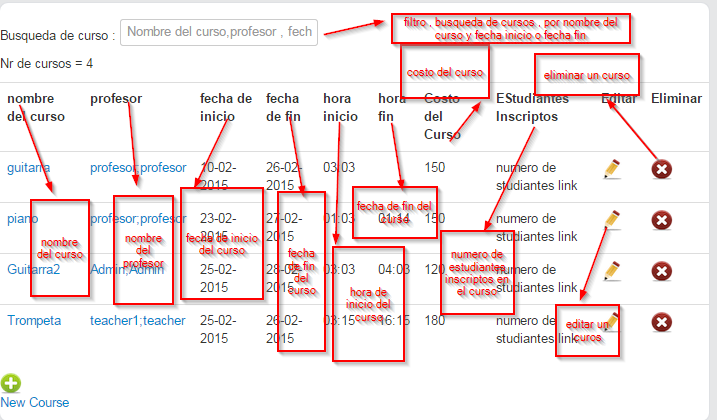 Busqueda de curso : Nombre del curso,profesor , fech
filtro , busqueda de cursos , por nombre del
curso y fecha inicio o fecha fin
Nr de cursos = 4
costo del curso
eliminar un curso
nombre del curso profesor fecha de inicio fecha de fin hora inicio hora fin Costo del Curso EStudiantes Inscriptos Editar Eliminar
guitarra profesor;profesor 10-02-2015 26-02-2015 03:03 150 numero de studiantes link
piano profesor;profesor 23-02-2015 27-02-2015 01:03 01:14 150 numero de studiantes link
Guitarra2 Admin;Admin 25-02-2015 28-02-2015 03:03 04:03 120 numero de studiantes link
Trompeta teacher1;teacher 25-02-2015 26-02-2015 03:15 16:15 180 numero de studiantes link
nombre
del curso
nombre
del
profesor
fecha de inicio
del curso
fecha
de fin
del
curso
hora de
inicio del
curso
fecha de fin del
curse
numero de
estudiantes
inscriptos en
el curso
editar un
curos
New Course